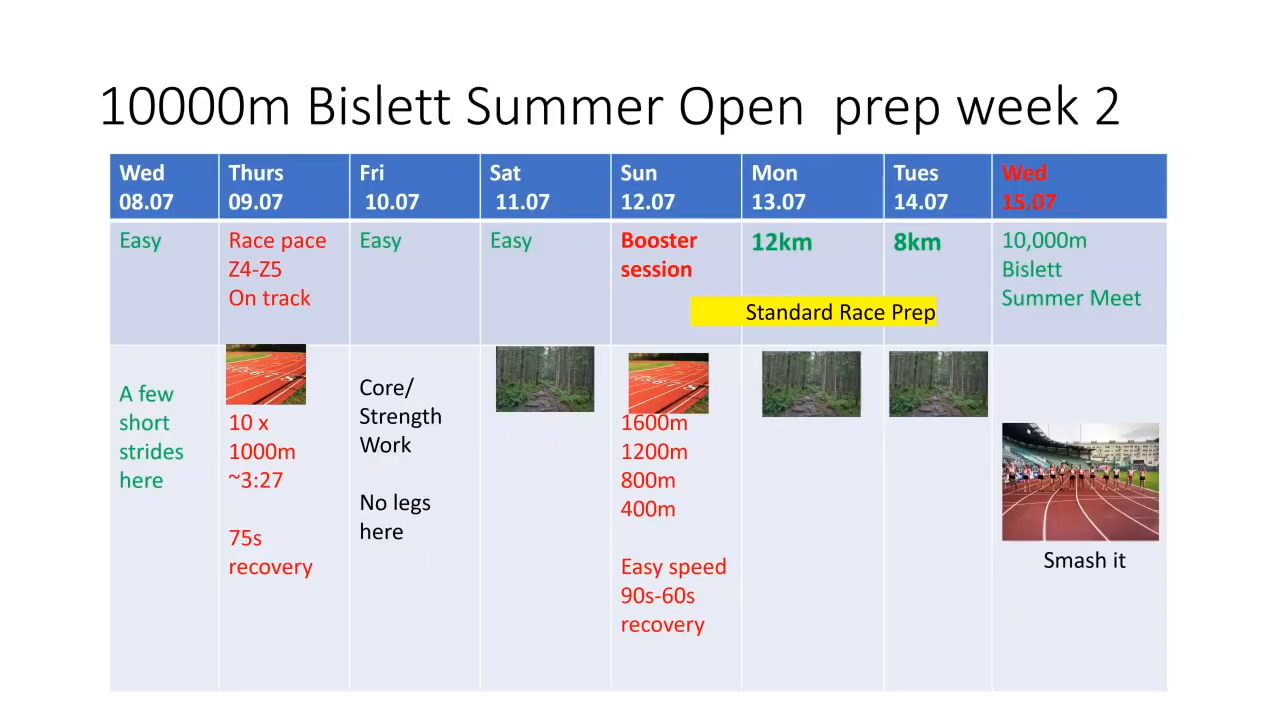 10000m Bislett Summer Open  prep week 2
Wed
08.07
Thurs
09.07
Fri
10.07
Sat
11.07
Sun
12.07
Mon
13.07
Tues
14.07
Wed
15.07
Easy
Race pace
Z4-Z5
On track
Easy
Easy
Booster
session
12km
8km
Standard Race Prep
10,000m
Bislett
Summer Meet
A few
short
strides
here
10 x
1000m
~3:27
75s
recovery
Core/
Strength
Work
No legs
here
1600m
1200m
800m
400m
Easy speed
90s-60s
recovery
Smash it